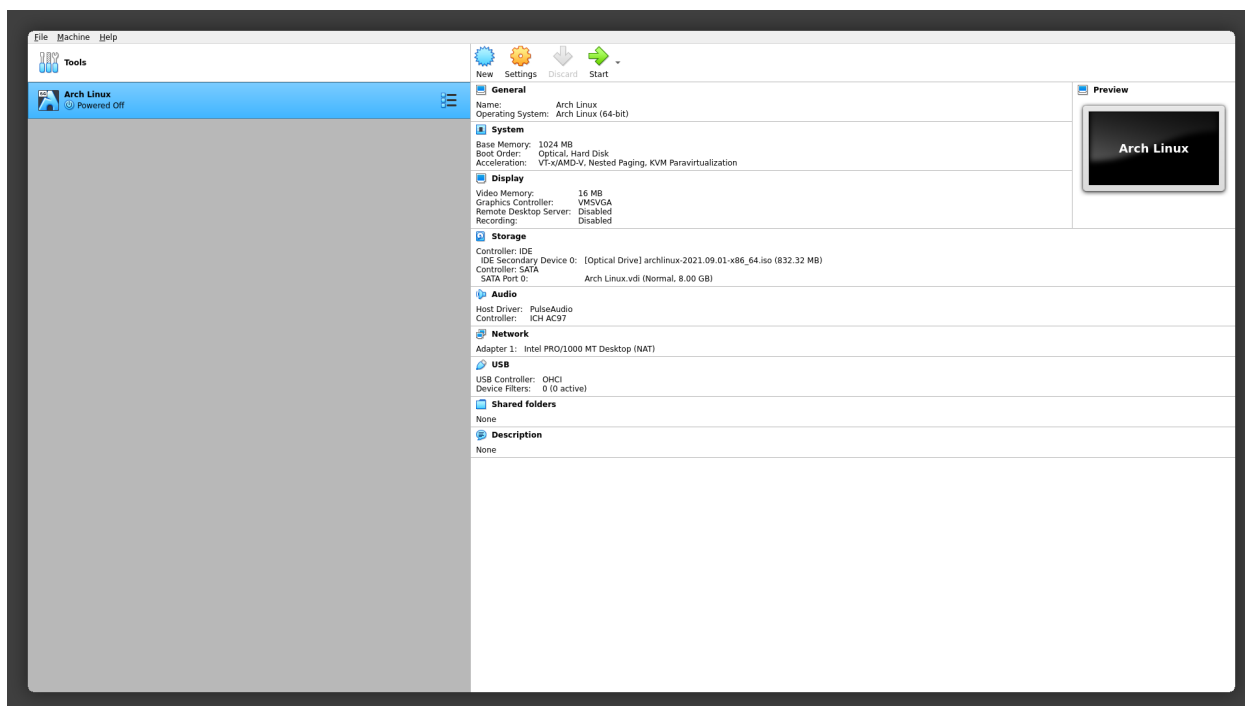 File Machine Help
Tools
Arch Linux
Powered Off
New Settings Discard Start
General
Name: Arch Linux
Operating System: Arch Linux (64-bit)
System
Base Memory: 1024 MB
Boot Order: Optical, Hard Disk
Acceleration: VT-x/AMD-V, Nested Paging, KVM Paravirtualization
Display
Video Memory: 16 MB
Graphics Controller: VMSVGA
Remote Desktop Server: Disabled
Recording: Disabled
Preview
Arch Linux
Storage
Controller: IDE
IDE Secondary Device 0: [Optical Drive] archlinux-2021.09.01-x86_64.iso (832.32 MB)
Controller: SATA
SATA Port 0: Arch Linux.vdi (Normal, 8.00 GB)
Audio
Host Driver: PulseAudio
Controller: ICH AC97
Network
Adapter 1: Intel PRO/1000 MT Desktop (NAT)
USB
USB Controller: OHCI
Device Filters: 0 (0 active)
Shared folders
None
Description
None